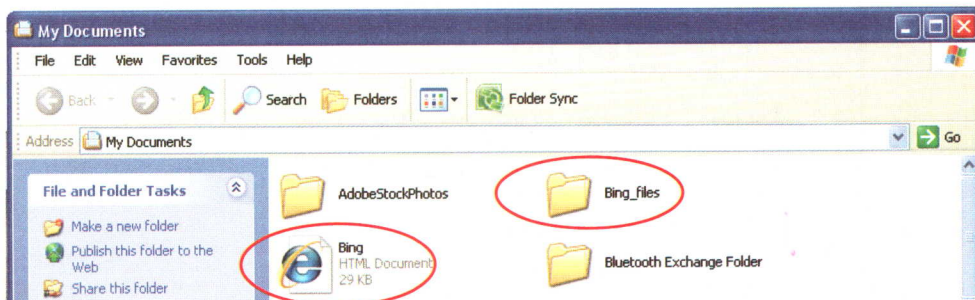 My Documents
File Edit View Favorites Tools Help
Back Search Folders Folder Sync
Address My Documents Go
File and Folder Tasks
Make a new folder
Publish this folder to the
Web
Share this folder
AdobeStockPhotos
Bing_files
Bing
HTML Document
29 KB
Bluetooth Exchange Folder